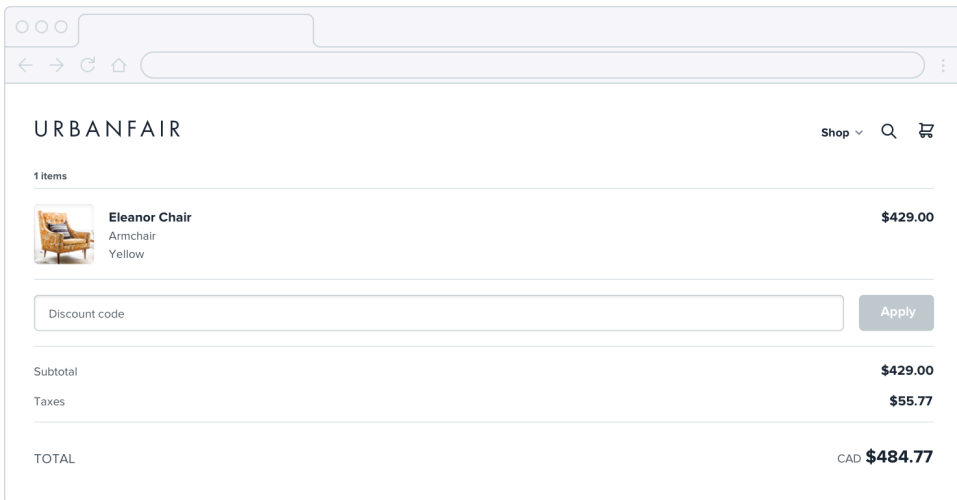 URBANFAIR
Shop
1 items
Eleanor Chair $429.00
Armchair
Yellow
Discount code Apply
Subtotal $429.00
Taxes $55.77
TOTAL CAD $484.77